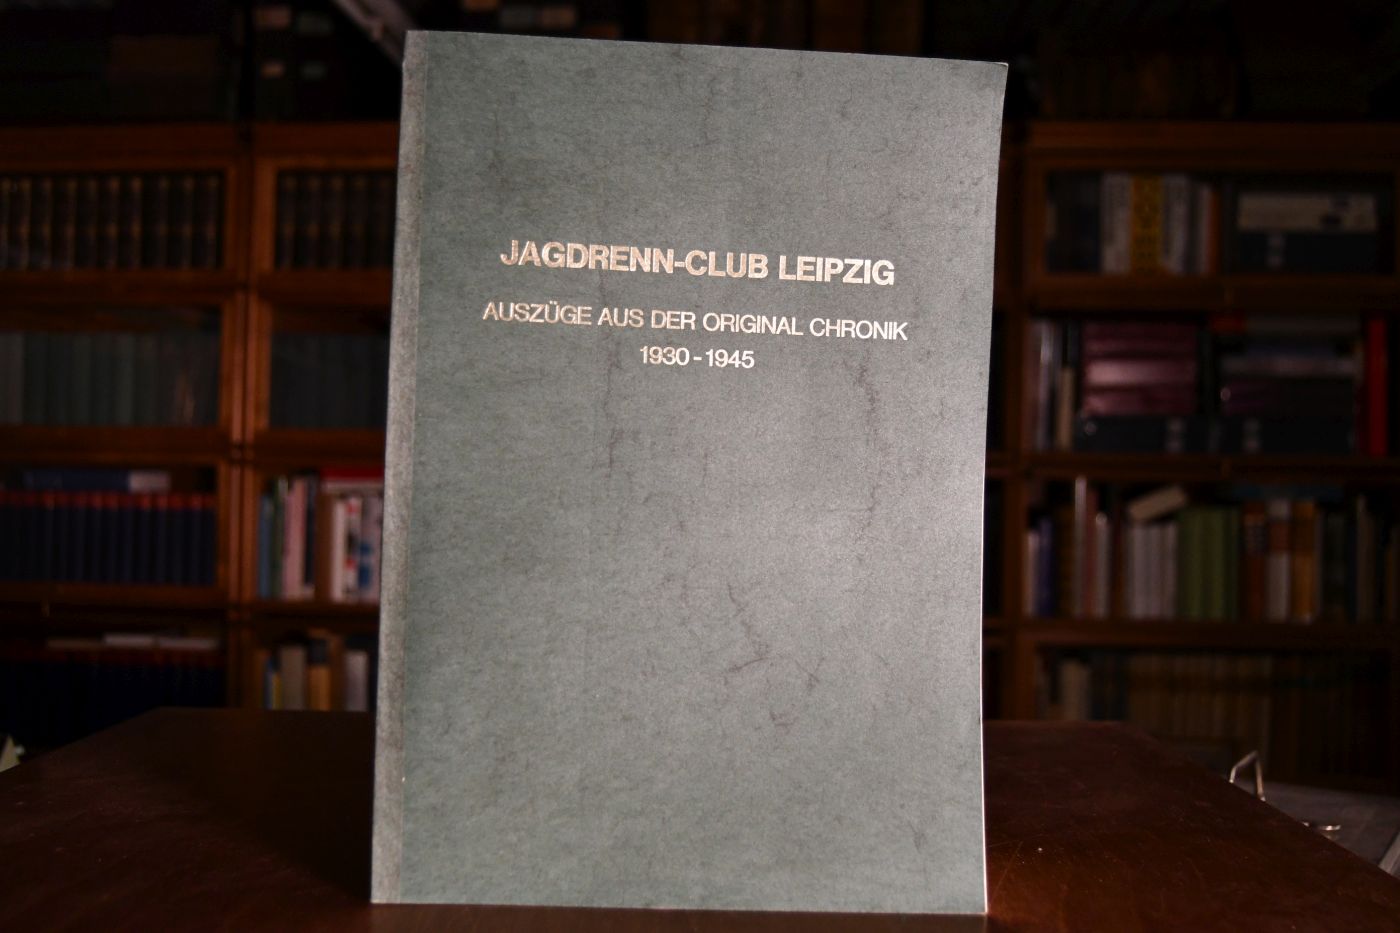 JAGDRENN-CLUB LEIPZIG
AUSZÜGE AUS DER ORIGINAL CHRONIK
1930 - 1945